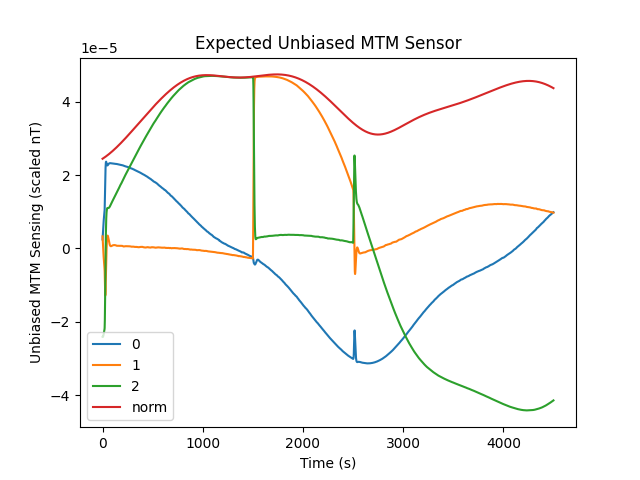 Expected Unbiased MTM Sensor
1e−5
Unbiased MTM Sensing (scaled nT)
4
2
0
−2
−4
0
1
2
norm
0 1000 2000 3000 4000
Time (s)